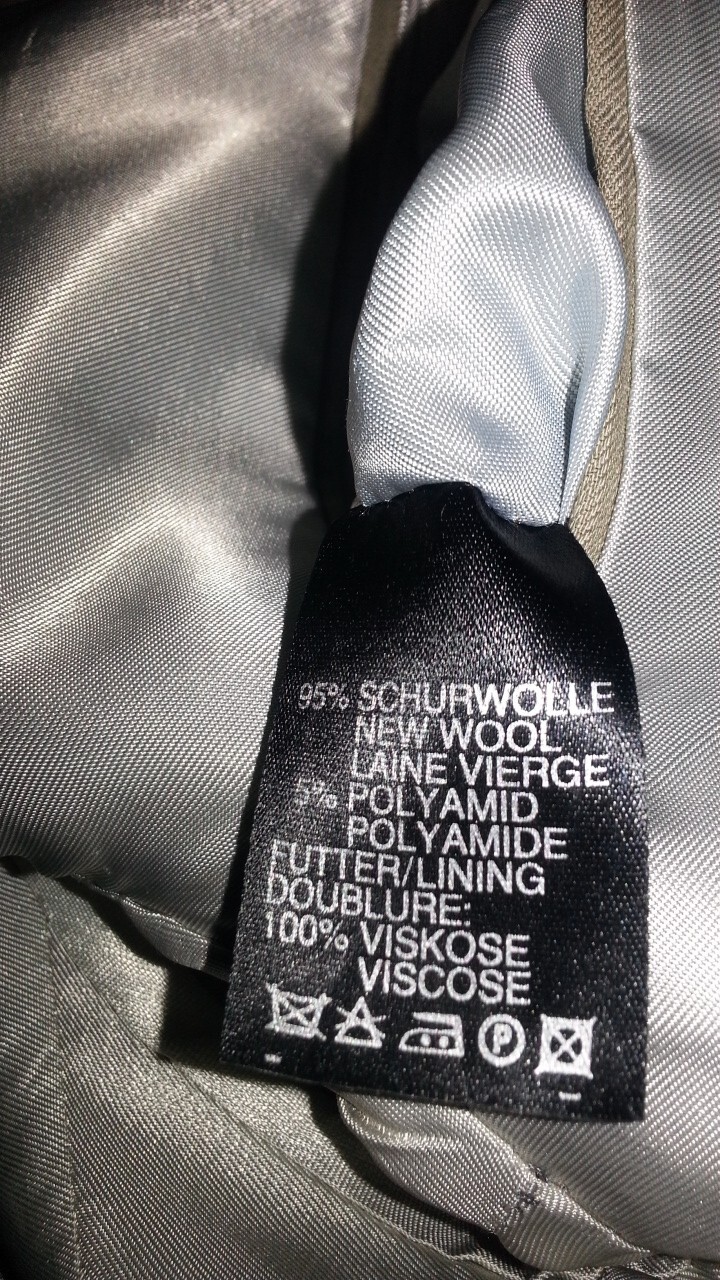 95% SCHURWOLLE
NEW WOOL
LAINE VIERGE
5% POLYAMID
POLYAMIDE
FUTTER/LINING
DOUBLURE:
100% VISKOSE
VISCOSE
P